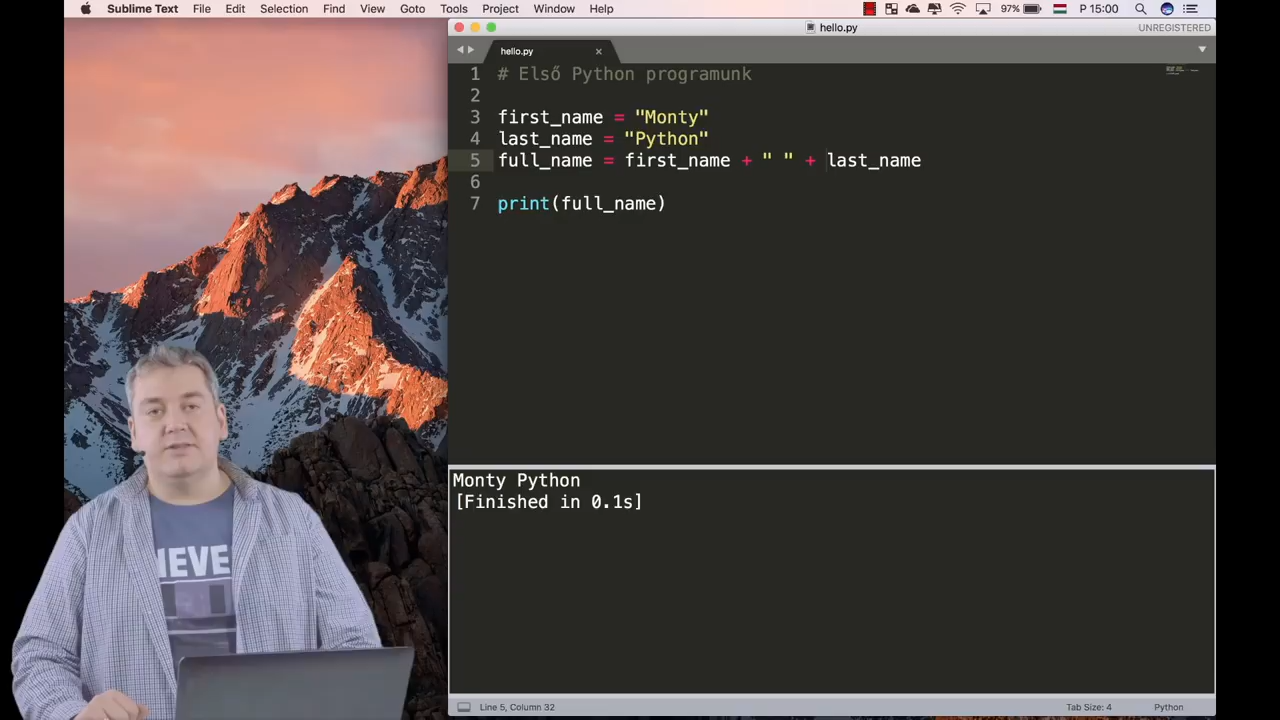 Sublime Text File Edit Selection Find View Goto Tools Project Window Help 97% P 15:00
hello.py UNREGISTERED
hello.py ×
1 # Első Python programunk
2
3 first_name = "Monty"
4 last_name = "Python"
5 full_name = first_name + " " + last_name
6
7 print(full_name)
Monty Python
[Finished in 0.1s]
IEVE
Line 5, Column 32 Tab Size: 4 Python